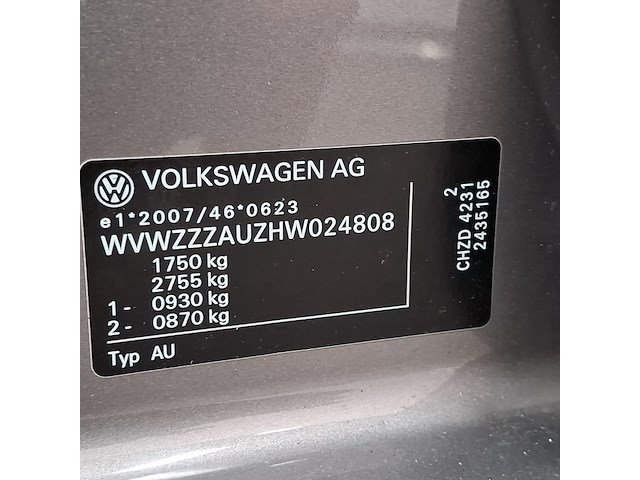 VOLKSWAGEN AG
e1*2007/46*0623
WVWZZZAUZHW024808
1750 kg
2755 kg
1- 0930 kg
2- 0870 kg
Typ AU
2
CHZD 4231
2435165